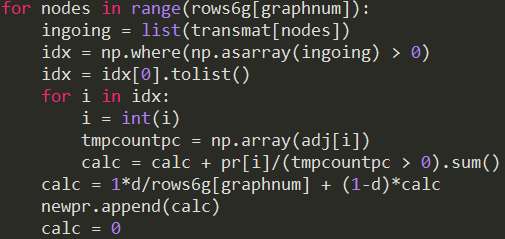 for nodes in range(rows6g[graphnum]):
    ingoing = list(transmat[nodes])
    idx = np.where(np.asarray(ingoing) > 0)
    idx = idx[0].tolist()
    for i in idx:
        i = int(i)
        tmpcountpc = np.array(adj[i])
        calc = calc + pr[i]/(tmpcountpc > 0).sum()
    calc = 1*d/rows6g[graphnum] + (1-d)*calc
    newpr.append(calc)
    calc = 0